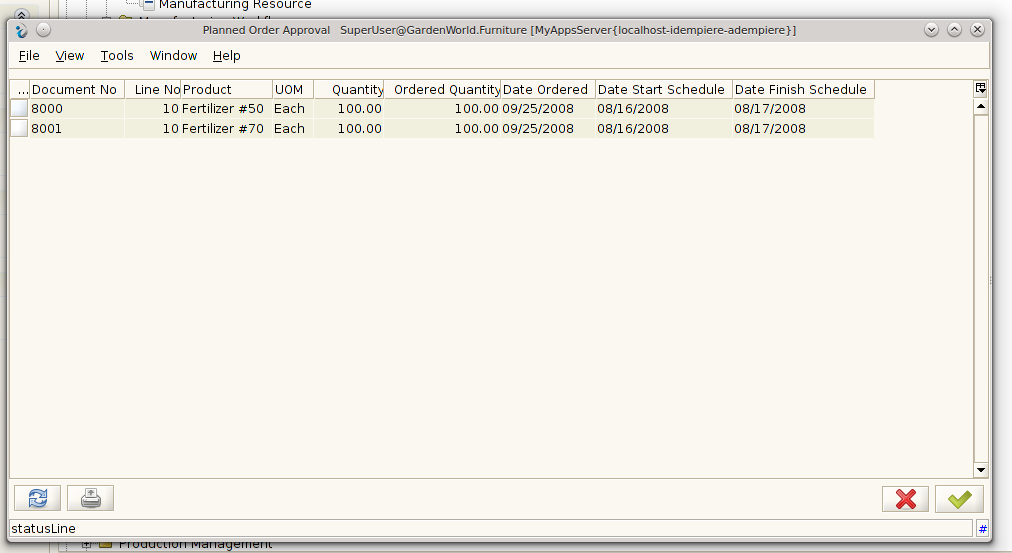 Manufacturing Resource
Planned Order Approval SuperUser@GardenWorld.Furniture [MyAppsServer{localhost-idempiere-adempiere}]
File View Tools Window Help
... Document No Line No Product UOM Quantity Ordered Quantity Date Ordered Date Start Schedule Date Finish Schedule
8000 10 Fertilizer #50 Each 100.00 100.00 09/25/2008 08/16/2008 08/17/2008
8001 10 Fertilizer #70 Each 100.00 100.00 09/25/2008 08/16/2008 08/17/2008
statusLine #
Production Management